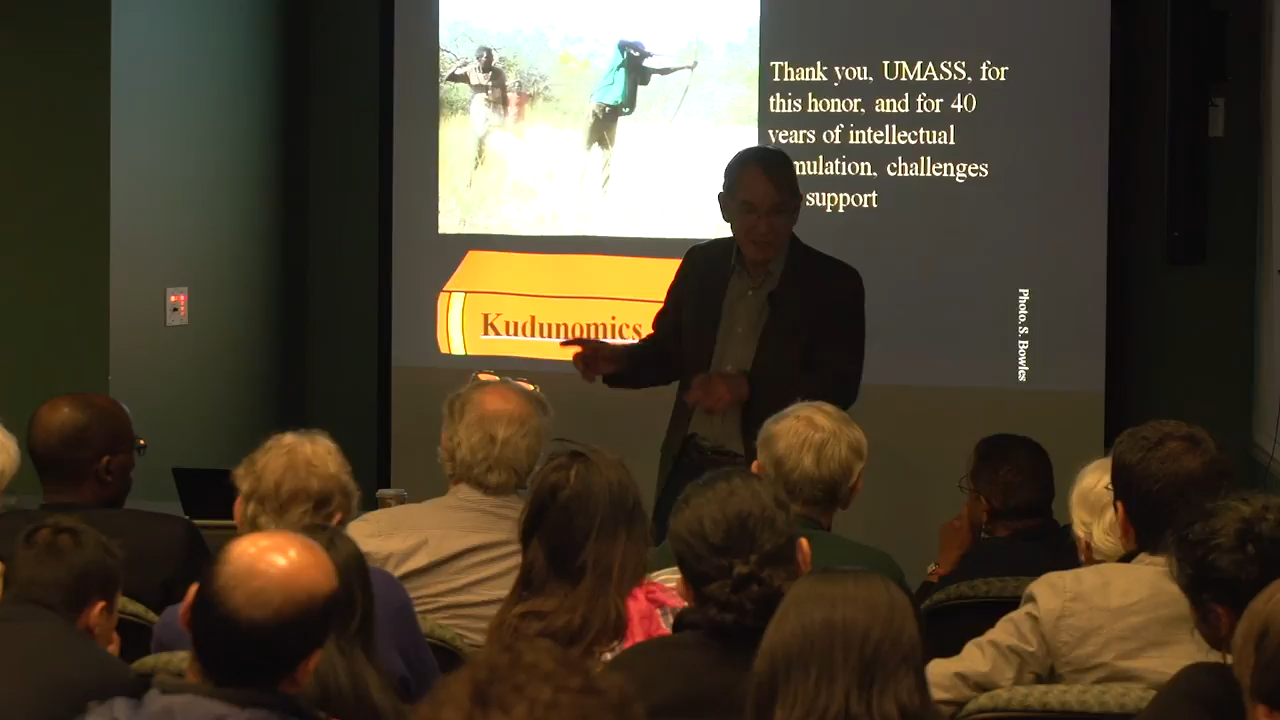 Thank you, UMASS, for
this honor, and for 40
years of intellectual
mulation, challenges
support
Kudunomics
Photo. S. Bowles